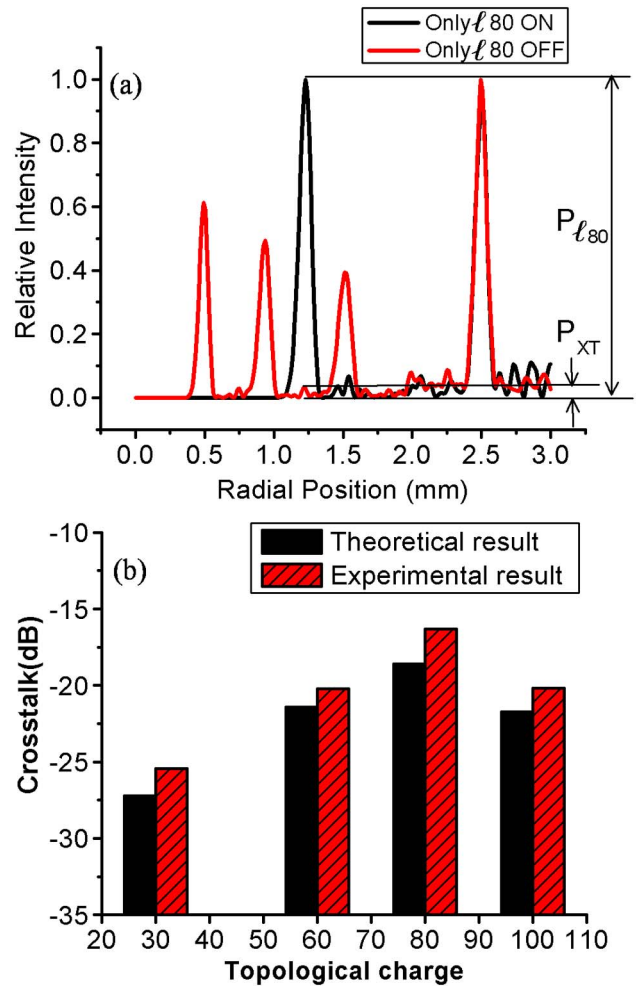 Only ℓ 80 ON
Only ℓ 80 OFF
(a)
1.0
0.8
0.6
0.4
0.2
0.0
Relative Intensity
Pℓ80
PXT
0.0 0.5 1.0 1.5 2.0 2.5 3.0
Radial Position (mm)
(b)
Theoretical result
Experimental result
-10
-15
-20
-25
-30
-35
Crosstalk(dB)
20 30 40 50 60 70 80 90 100 110
Topological charge